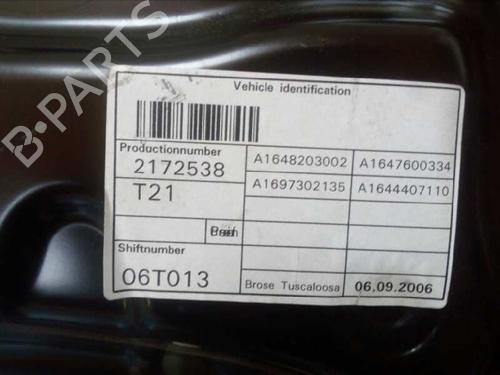 B-PARTS
Vehicle identification
Productionnumber
2172538 A1648203002 A1647600334
T21 A1697302135 A1644407110
Shiftnumber
06T013 Brose Tuscaloosa 06.09.2006